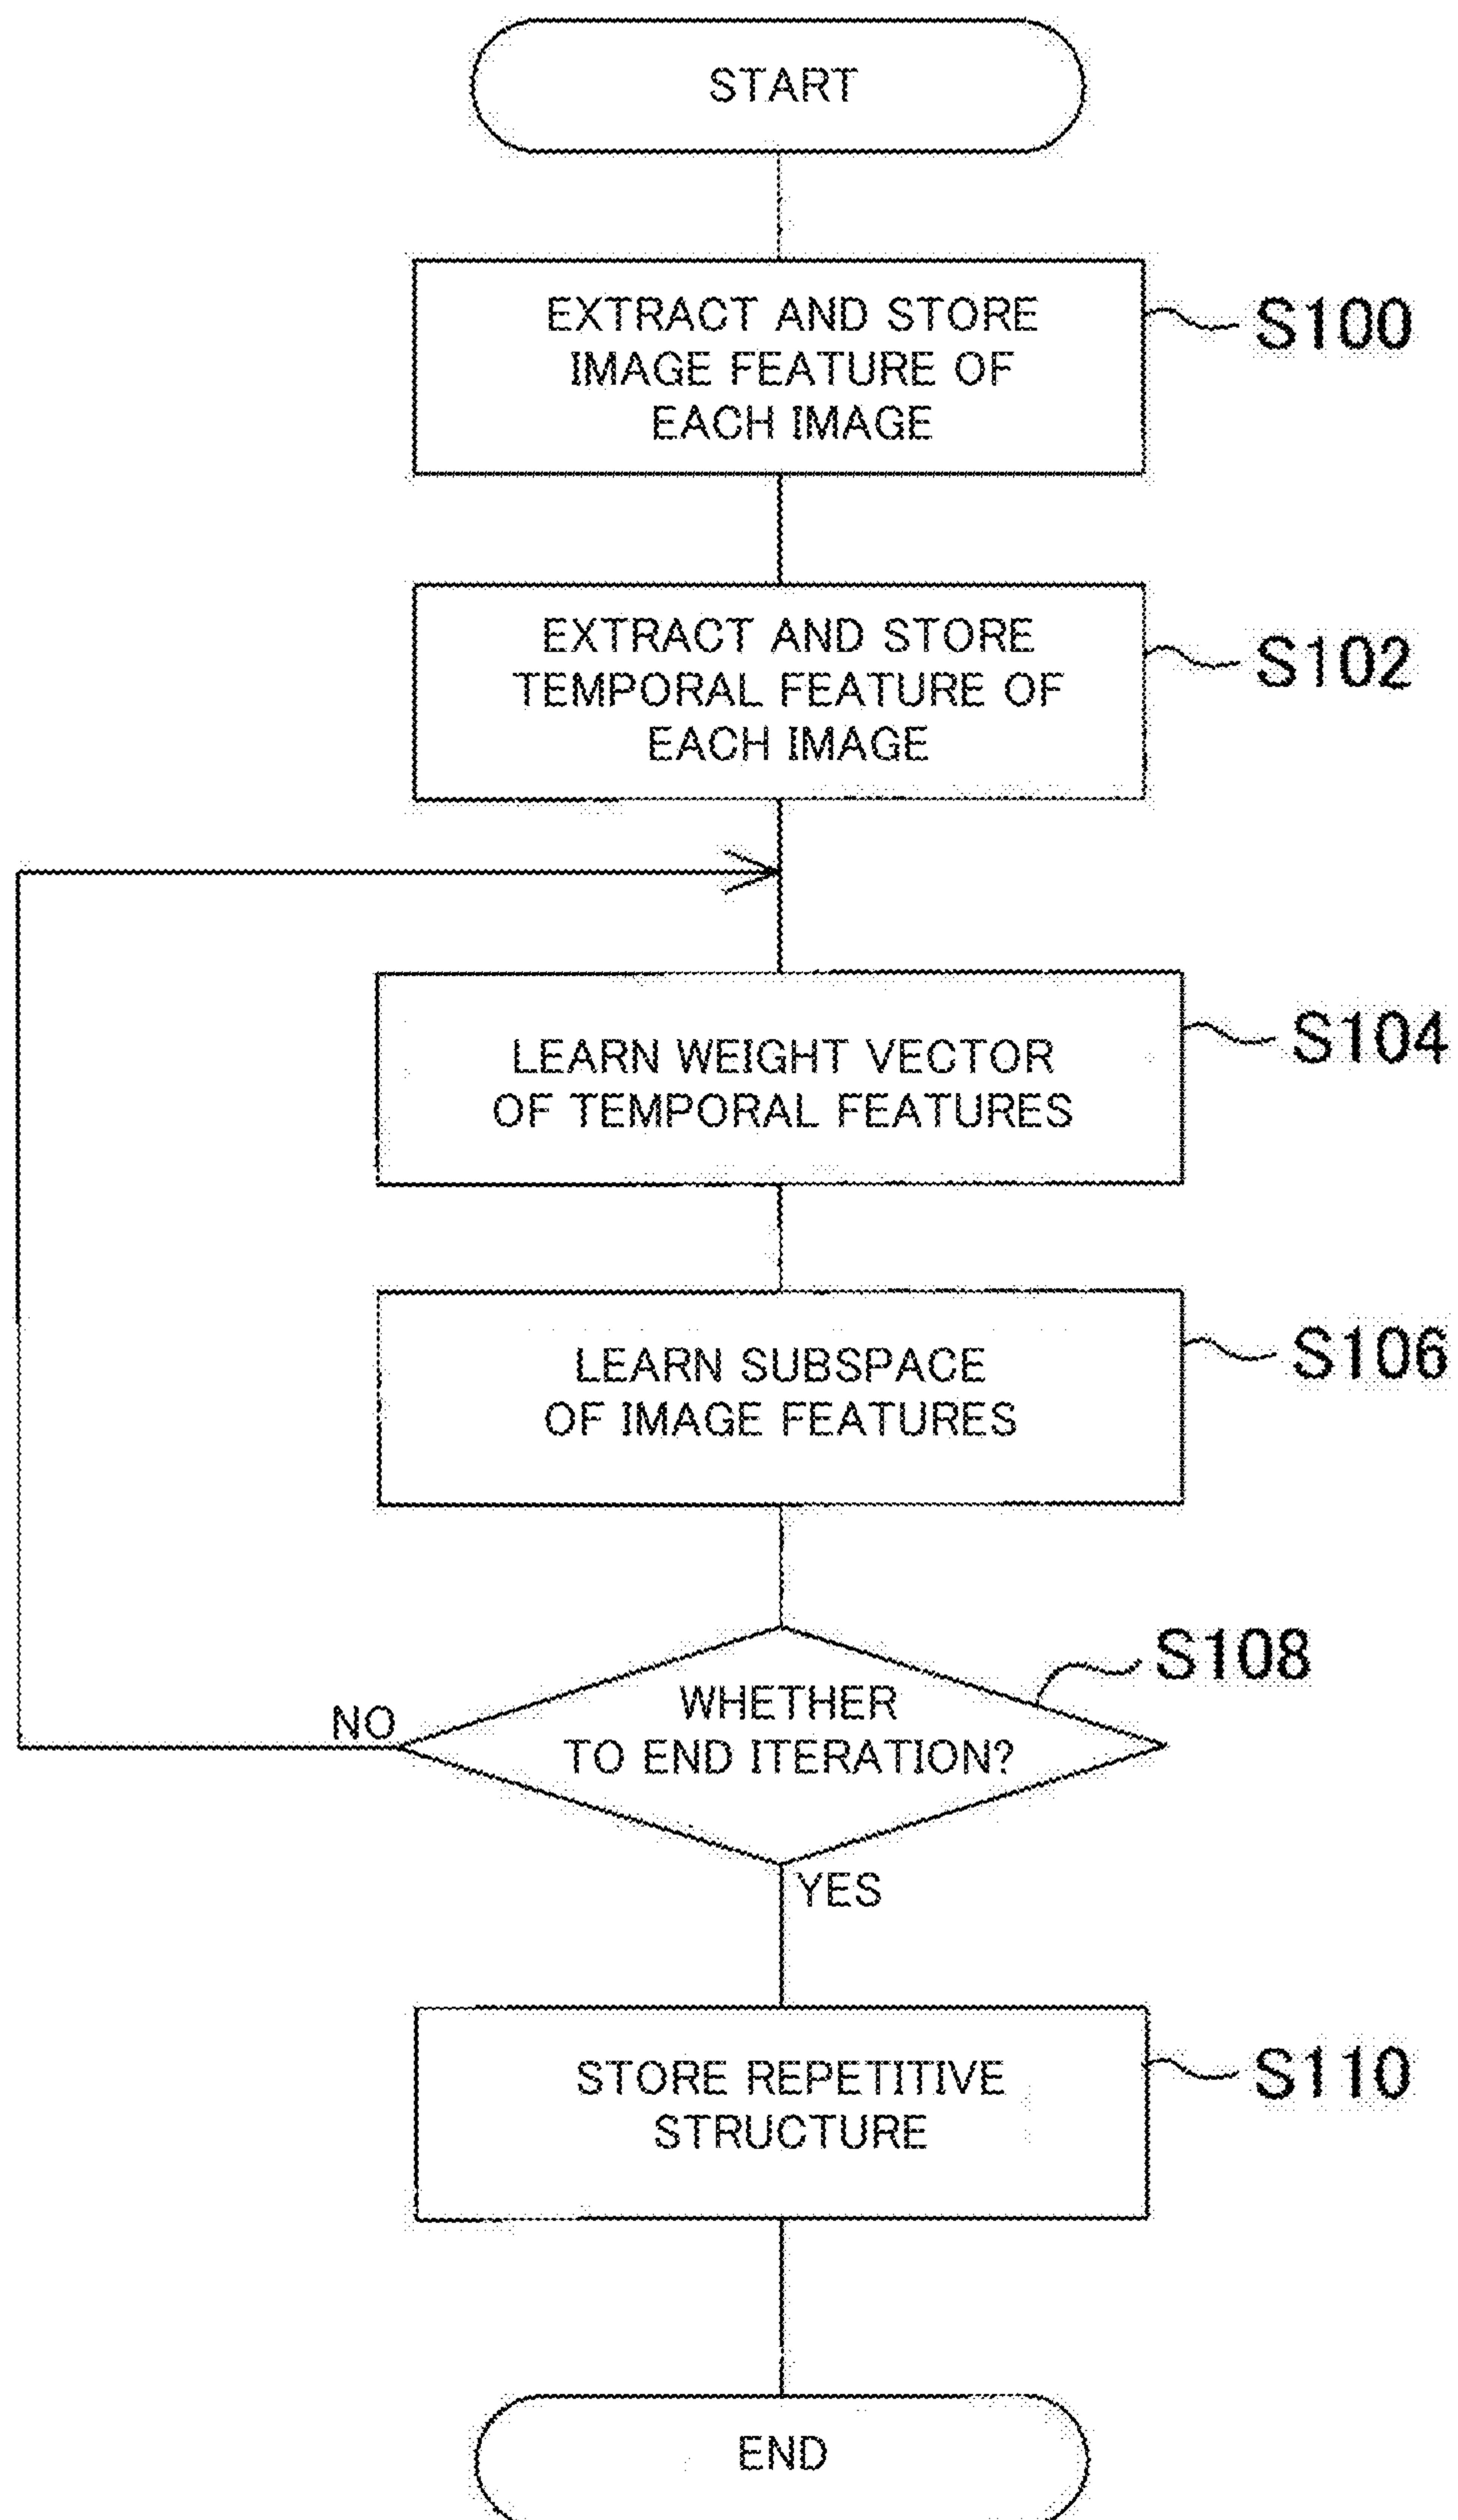 START
EXTRACT AND STORE
IMAGE FEATURE OF
EACH IMAGE
S100
EXTRACT AND STORE
TEMPORAL FEATURE OF
EACH IMAGE
S102
LEARN WEIGHT VECTOR
OF TEMPORAL FEATURES
S104
LEARN SUBSPACE
OF IMAGE FEATURES
S106
WHETHER
TO END ITERATION?
S108
NO
YES
STORE REPETITIVE
STRUCTURE
S110
END